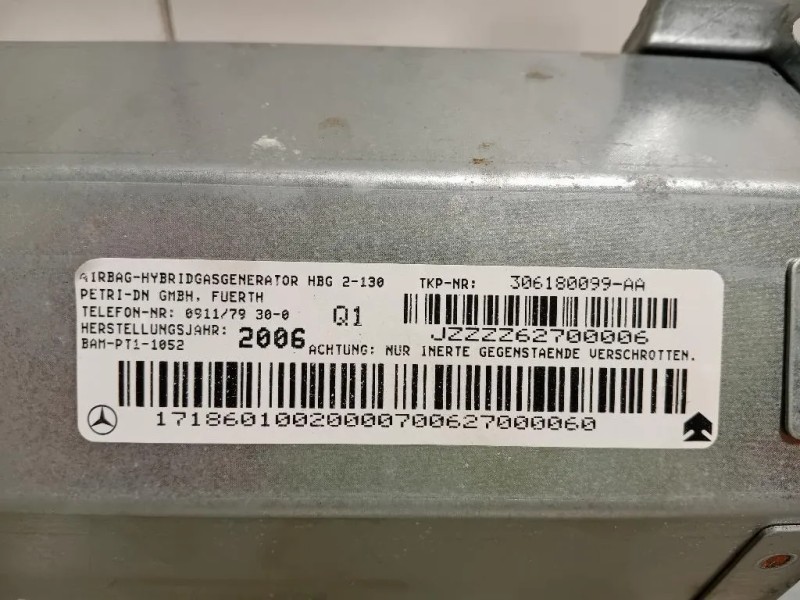 AIRBAG-HYBRIDGASGENERATOR HBG 2-130 TKP-NR: 306180099-AA
PETRI-DN GMBH, FUERTH
TELEFON-NR: 0911/79 30-0 Q1
JZZZZ62700006
HERSTELLUNGSJAHR: 2006
BAM-PT1-1052 ACHTUNG: NUR INERTE GEGENSTAENDE VERSCHROTTEN.
17186010020000700627000060